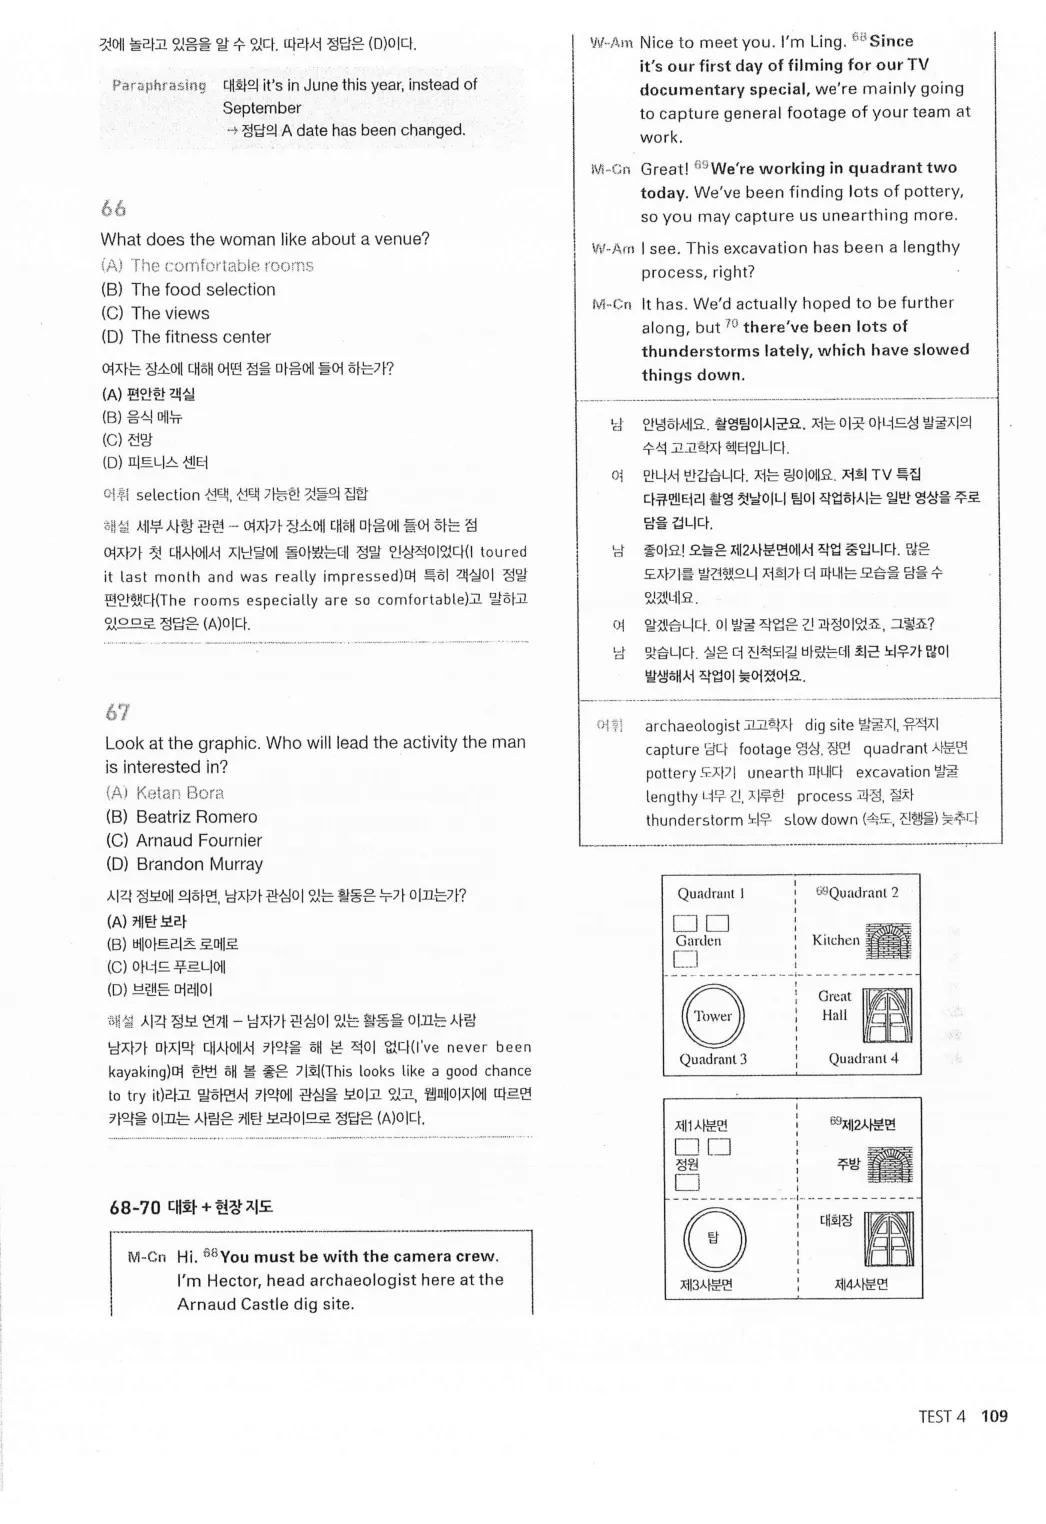 것에 놀라고 있음을 알 수 있다. 따라서 정답은 (D)이다.
Paraphrasing 대화의 it's in June this year, instead of
September
→ 정답의 A date has been changed.
66
What does the woman like about a venue?
(A) The comfortable rooms
(B) The food selection
(C) The views
(D) The fitness center
여자는 장소에 대해 어떤 점을 마음에 들어 하는가?
(A) 편안한 객실
(B) 음식 메뉴
(C) 전망
(D) 피트니스 센터
어휘 selection 선택, 선택 가능한 것들의 집합
해설 세부 사항 관련 – 여자가 장소에 대해 마음에 들어 하는 점
여자가 첫 대사에서 지난달에 돌아봤는데 정말 인상적이었다(I toured
it last month and was really impressed)며 특히 객실이 정말
편안했다(The rooms especially are so comfortable)고 말하고
있으므로 정답은 (A)이다.
67
Look at the graphic. Who will lead the activity the man
is interested in?
(A) Ketan Bora
(B) Beatriz Romero
(C) Arnaud Fournier
(D) Brandon Murray
시각 정보에 의하면, 남자가 관심이 있는 활동은 누가 이끄는가?
(A) 케탄 보라
(B) 베아트리츠 로메로
(C) 아너드 푸르니에
(D) 브랜든 머레이
해설 시각 정보 연계 – 남자가 관심이 있는 활동을 이끄는 사람
남자가 마지막 대사에서 카약을 해 본 적이 없다(I've never been
kayaking)며 한번 해 볼 좋은 기회(This looks like a good chance
to try it)라고 말하면서 카약에 관심을 보이고 있고, 웹페이지에 따르면
카약을 이끄는 사람은 케탄 보라이므로 정답은 (A)이다.
68-70 대화 + 현장 지도
M-Cn Hi. 68You must be with the camera crew.
I'm Hector, head archaeologist here at the
Arnaud Castle dig site.
W-Am Nice to meet you. I'm Ling. 68Since
it's our first day of filming for our TV
documentary special, we're mainly going
to capture general footage of your team at
work.
M-Cn Great! 69We're working in quadrant two
today. We've been finding lots of pottery,
so you may capture us unearthing more.
W-Am I see. This excavation has been a lengthy
process, right?
M-Cn It has. We'd actually hoped to be further
along, but 70 there've been lots of
thunderstorms lately, which have slowed
things down.
남 안녕하세요. 촬영팀이시군요. 저는 이곳 아너드성 발굴지의
수석 고고학자 헥터입니다.
여 만나서 반갑습니다. 저는 링이에요. 저희 TV 특집
다큐멘터리 촬영 첫날이니 팀이 작업하시는 일반 영상을 주로
담을 겁니다.
남 좋아요! 오늘은 제2사분면에서 작업 중입니다. 많은
도자기를 발견했으니 저희가 더 파내는 모습을 담을 수
있겠네요.
여 알겠습니다. 이 발굴 작업은 긴 과정이었죠, 그렇죠?
남 맞습니다. 실은 더 진척되길 바랐는데 최근 뇌우가 많이
발생해서 작업이 늦어졌어요.
어휘 archaeologist 고고학자 dig site 발굴지, 유적지
capture 담다 footage 영상, 장면 quadrant 사분면
pottery 도자기 unearth 파내다 excavation 발굴
lengthy 너무 긴, 지루한 process 과정, 절차
thunderstorm 뇌우 slow down (속도, 진행을) 늦추다
Quadrant 1 69Quadrant 2
Garden Kitchen
Tower Great
Hall
Quadrant 3 Quadrant 4
제1사분면 69제2사분면
정원 주방
탑 대회장
제3사분면 제4사분면
TEST 4 109